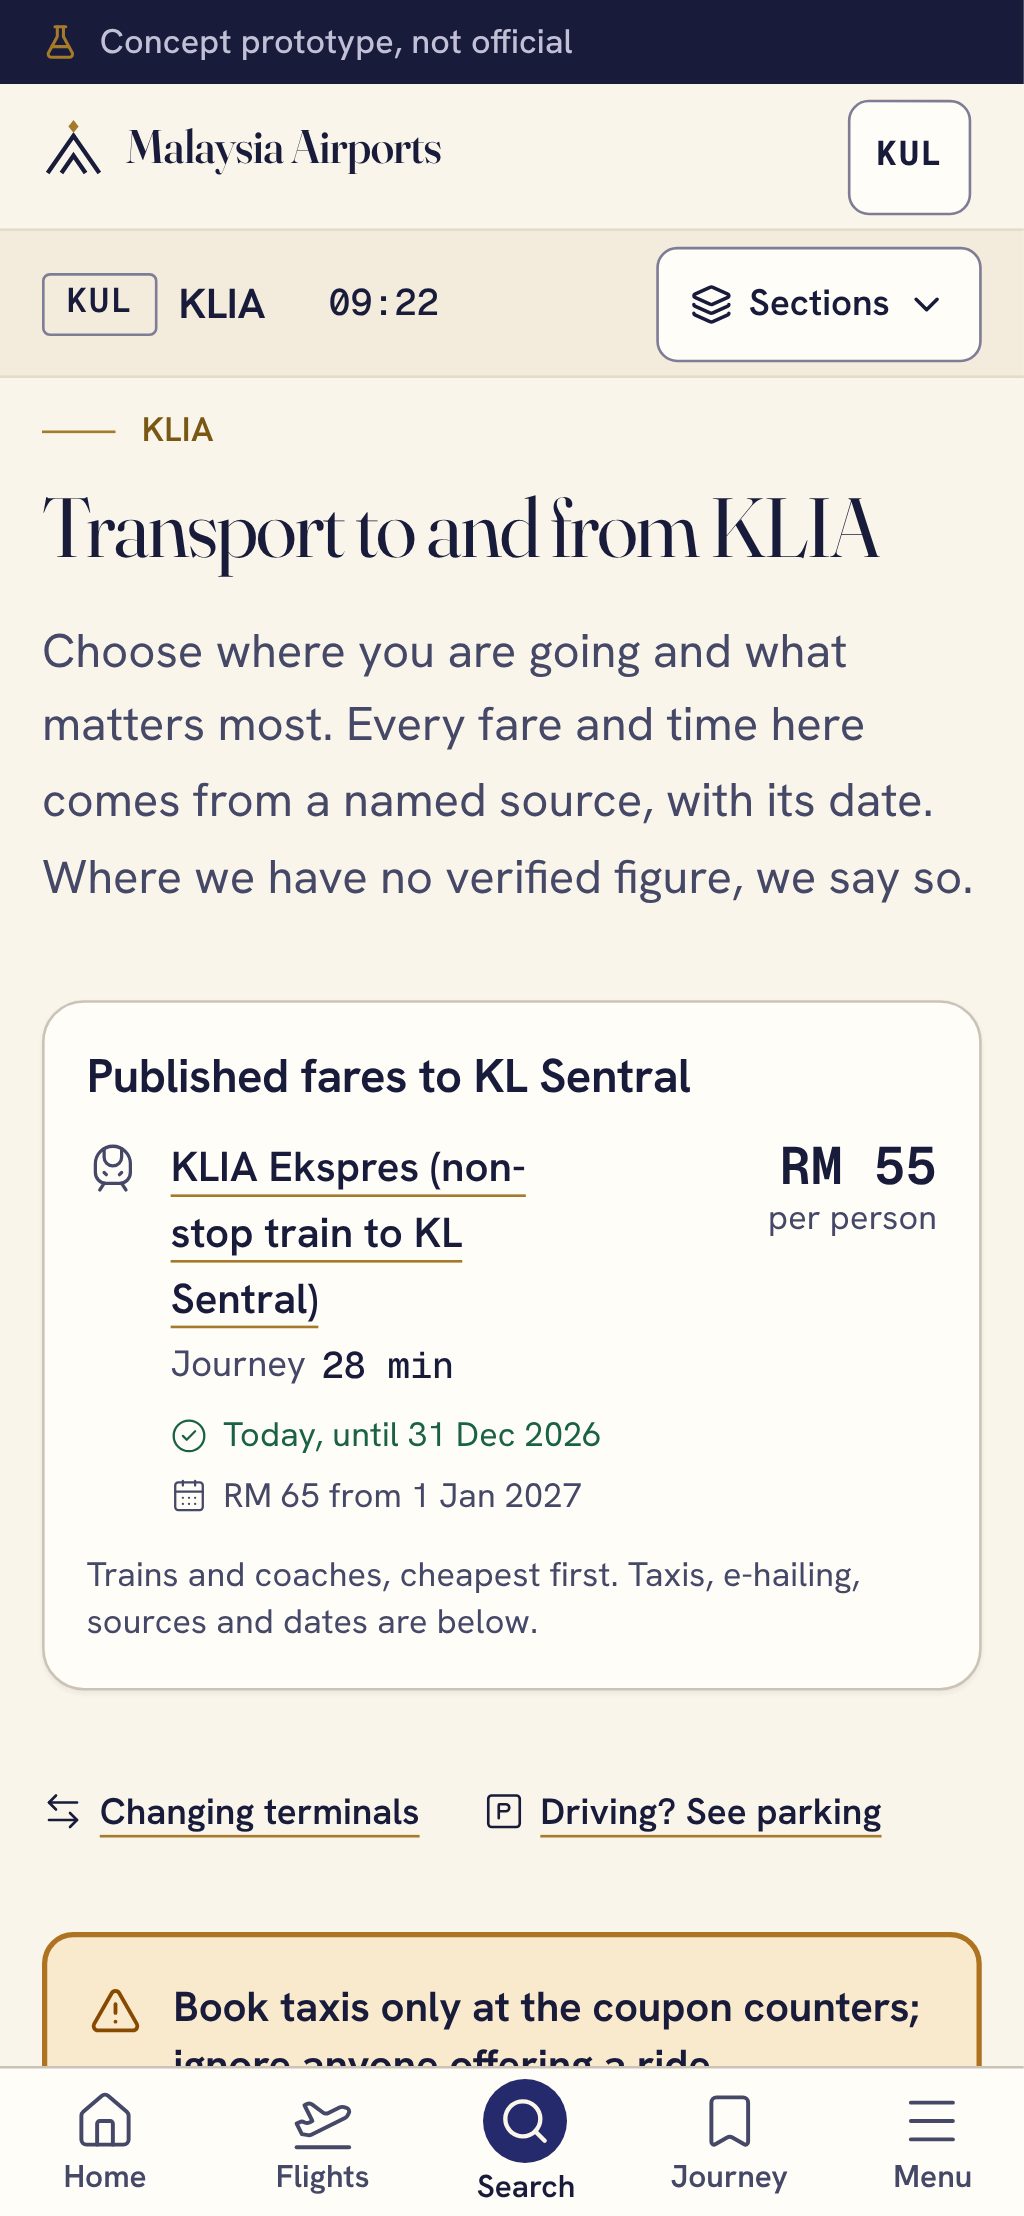 Concept prototype, not official
Malaysia Airports
KUL
KUL KLIA 09:22 Sections
KLIA
Transport to and from KLIA
Choose where you are going and what
matters most. Every fare and time here
comes from a named source, with its date.
Where we have no verified figure, we say so.
Published fares to KL Sentral
KLIA Ekspres (non-
stop train to KL
Sentral)
RM 55
per person
Journey 28 min
Today, until 31 Dec 2026
RM 65 from 1 Jan 2027
Trains and coaches, cheapest first. Taxis, e-hailing,
sources and dates are below.
Changing terminals
Driving? See parking
Book taxis only at the coupon counters;
ignore anyone offering a ride
Home
Flights
Search
Journey
Menu